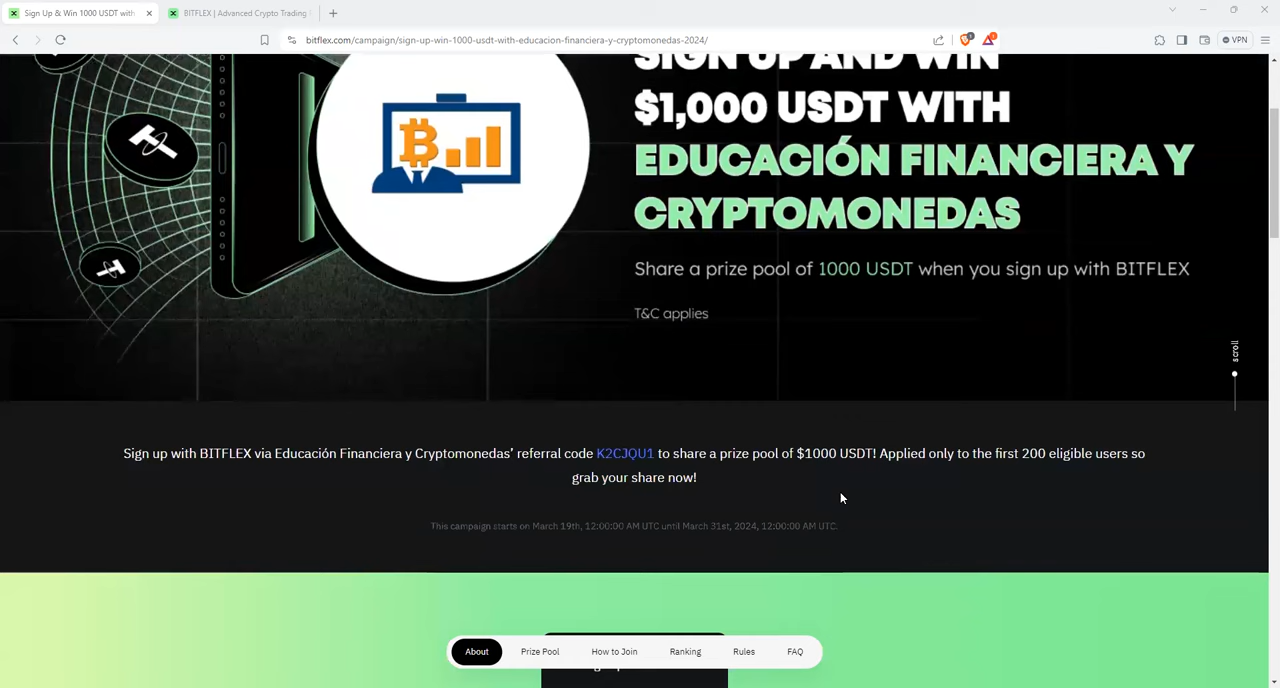 Sign Up & Win 1000 USDT with
BITFLEX | Advanced Crypto Trading
bitflex.com/campaign/sign-up-win-1000-usdt-with-educacion-financiera-y-cryptomonedas-2024/
VPN
SIGN UP AND WIN
$1,000 USDT WITH
EDUCACIÓN FINANCIERA Y
CRYPTOMONEDAS
Share a prize pool of 1000 USDT when you sign up with BITFLEX
T&C applies
scroll
Sign up with BITFLEX via Educación Financiera y Cryptomonedas’ referral code K2CJQU1 to share a prize pool of $1000 USDT! Applied only to the first 200 eligible users so
grab your share now!
This campaign starts on March 19th, 12:00:00 AM UTC until March 31st, 2024, 12:00:00 AM UTC.
About Prize Pool How to Join Ranking Rules FAQ